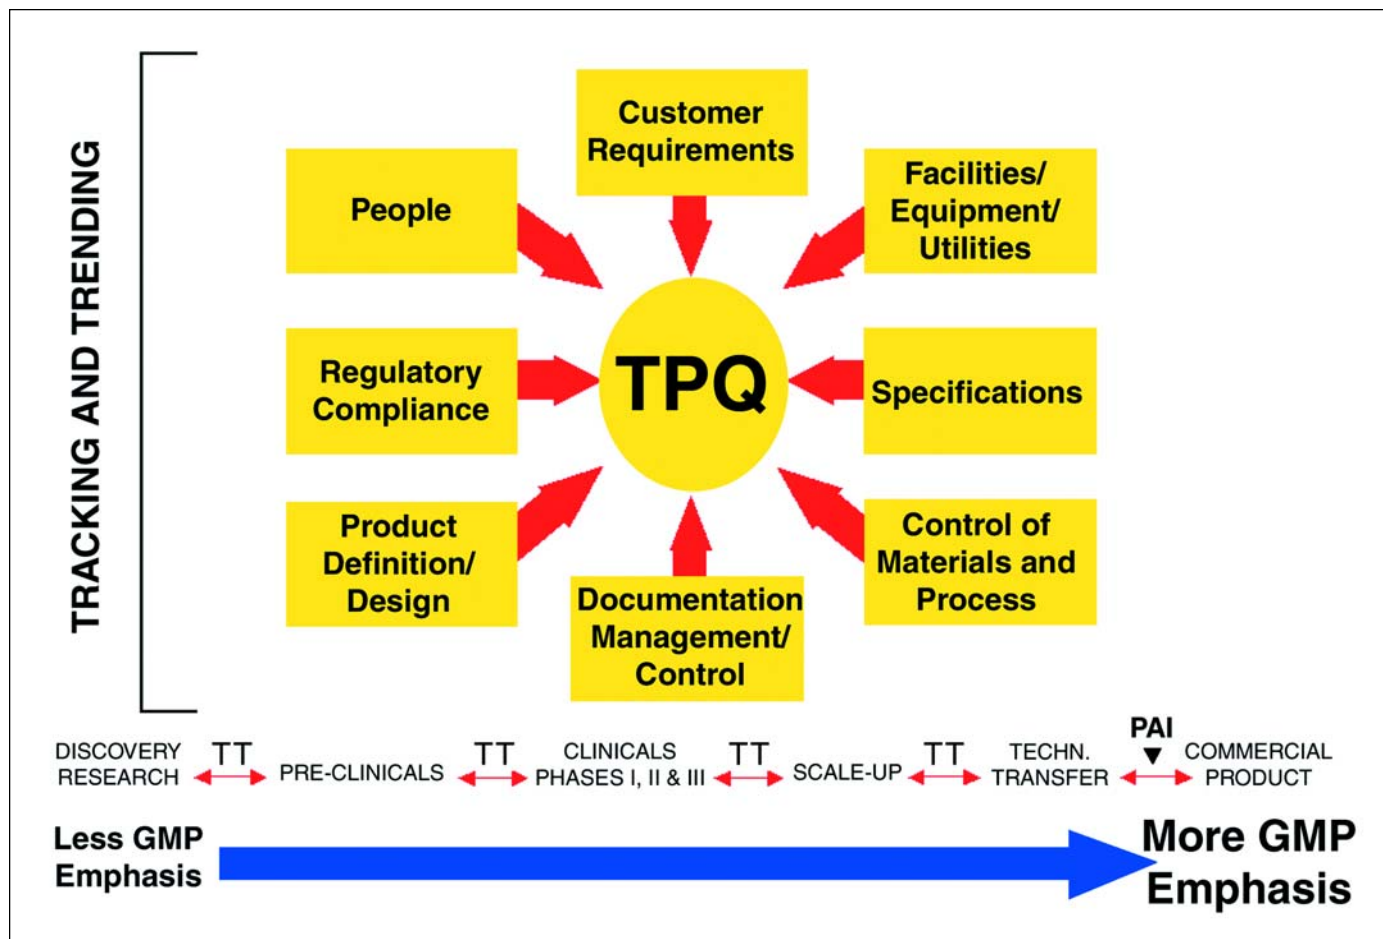 TRACKING AND TRENDING
Customer
Requirements
People
Facilities/
Equipment/
Utilities
Regulatory
Compliance
TPQ
Specifications
Product
Definition/
Design
Documentation
Management/
Control
Control of
Materials and
Process
DISCOVERY
RESEARCH
TT
PRE-CLINICALS
TT
CLINICALS
PHASES I, II & III
TT
SCALE-UP
TT
TECHN.
TRANSFER
PAI
COMMERCIAL
PRODUCT
Less GMP
Emphasis
More GMP
Emphasis